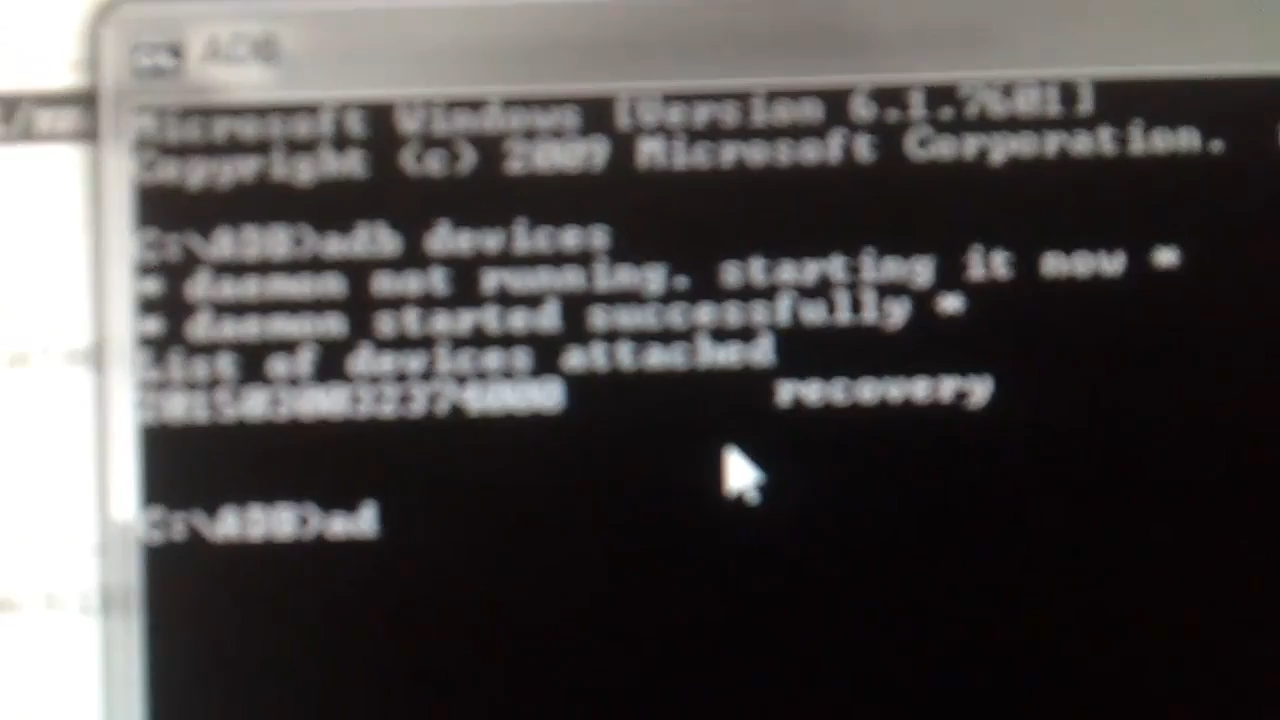 ADB
Microsoft Windows [Version 6.1.7601]
Copyright (c) 2009 Microsoft Corporation.
C:\ADB>adb devices
* daemon not running. starting it now *
* daemon started successfully *
List of devices attached
recovery
C:\ADB>ad